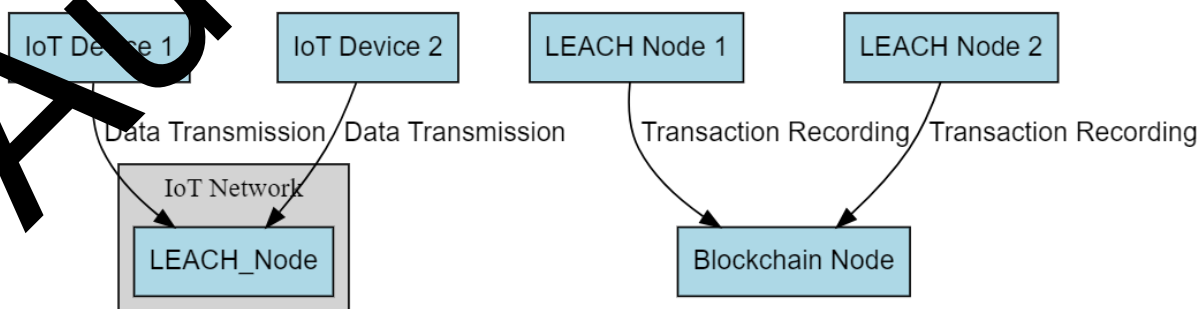 IoT Device 1
IoT Device 2
LEACH Node 1
LEACH Node 2
Data Transmission
Data Transmission
Transaction Recording
Transaction Recording
IoT Network
LEACH_Node
Blockchain Node
Au